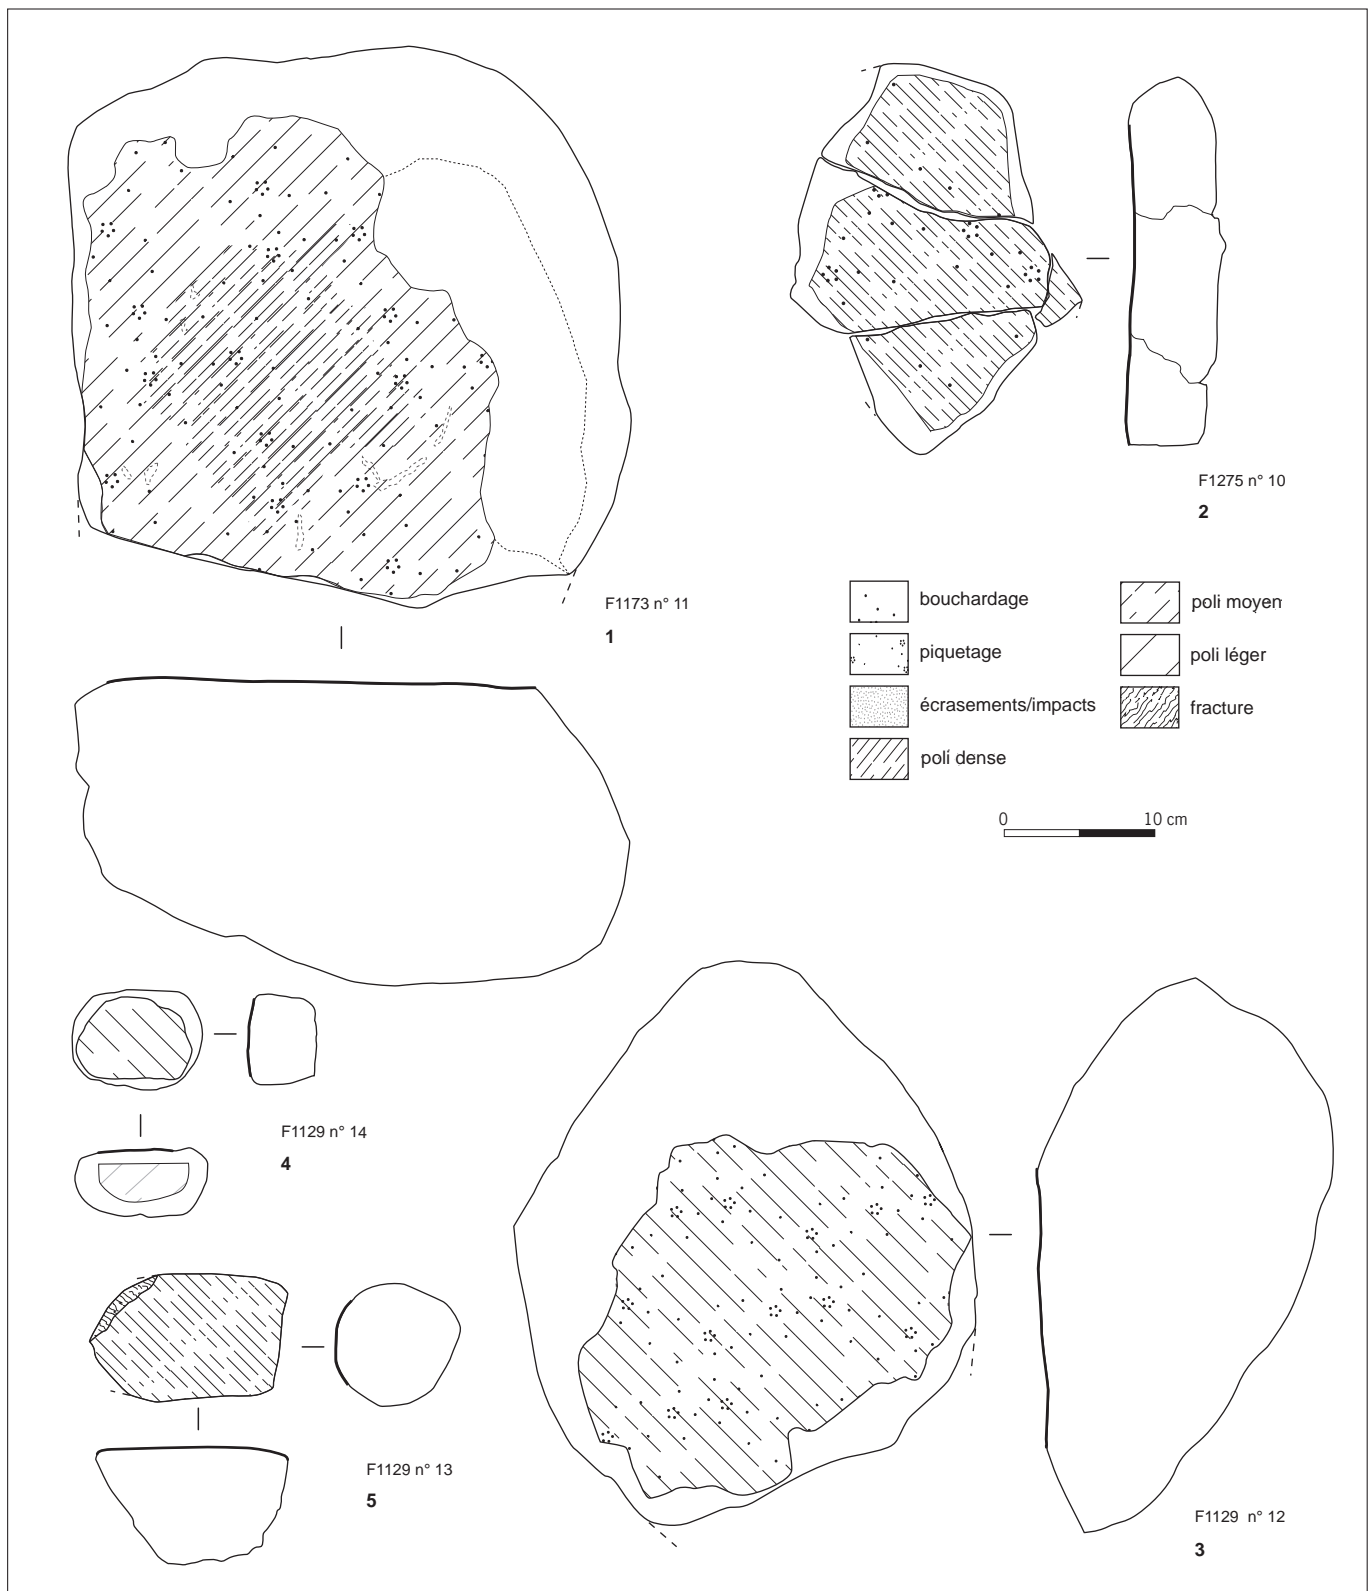 F1275 n° 10
2
F1173 n° 11
1
bouchardage
piquetage
écrasements/impacts
poli dense
poli moyen
poli léger
fracture
0 10 cm
F1129 n° 14
4
F1129 n° 13
5
F1129 n° 12
3